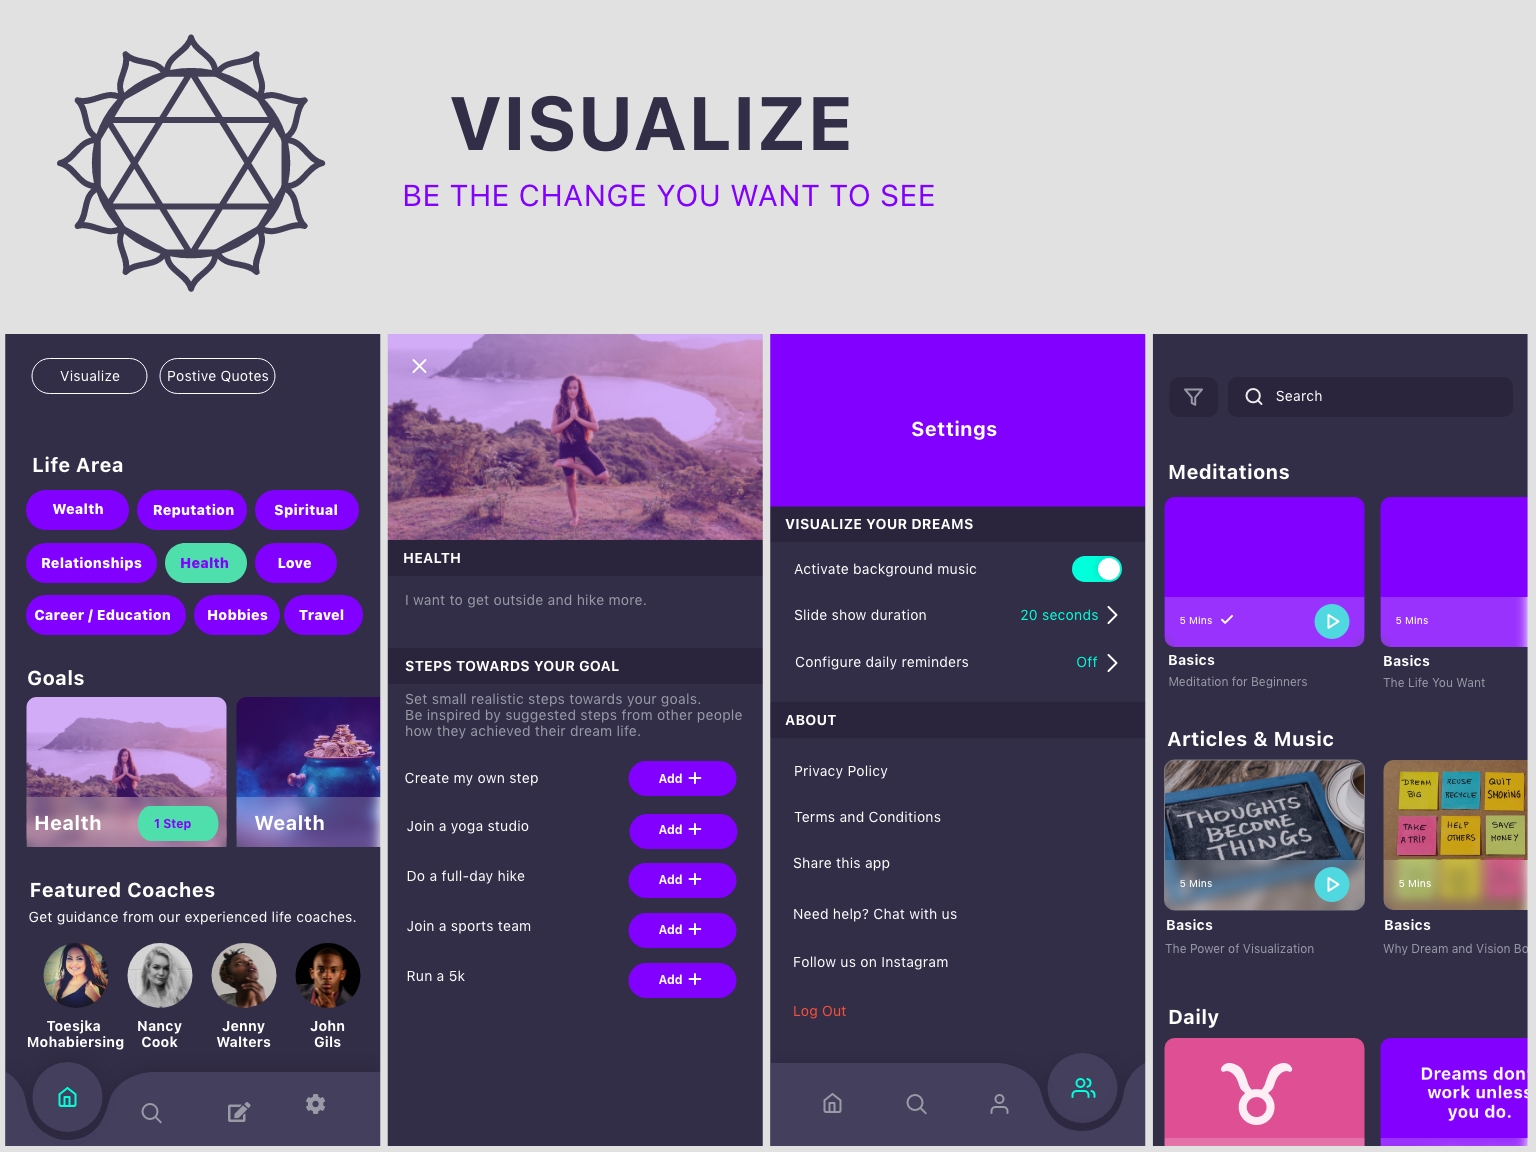 VISUALIZE
BE THE CHANGE YOU WANT TO SEE
Visualize
Postive Quotes
Life Area
Wealth
Reputation
Spiritual
Relationships
Health
Love
Career / Education
Hobbies
Travel
Goals
Health
1 Step
Wealth
Featured Coaches
Get guidance from our experienced life coaches.
Toesjka
Mohabiersing
Nancy
Cook
Jenny
Walters
John
Gils
HEALTH
I want to get outside and hike more.
STEPS TOWARDS YOUR GOAL
Set small realistic steps towards your goals.
Be inspired by suggested steps from other people
how they achieved their dream life.
Create my own step
Add
Join a yoga studio
Add
Do a full-day hike
Add
Join a sports team
Add
Run a 5k
Add
Settings
VISUALIZE YOUR DREAMS
Activate background music
Slide show duration
20 seconds
Configure daily reminders
Off
ABOUT
Privacy Policy
Terms and Conditions
Share this app
Need help? Chat with us
Follow us on Instagram
Log Out
Search
Meditations
5 Mins
5 Mins
Basics
Meditation for Beginners
Basics
The Life You Want
Articles & Music
THOUGHTS
BECOME
THINGS
5 Mins
DREAM
BIG
REUSE
RECYCLE
QUIT
SMOKING
TAKE
A TRIP
HELP
OTHERS
SAVE
MONEY
5 Mins
Basics
The Power of Visualization
Basics
Why Dream and Vision Bo
Daily
Dreams don'
work unless
you do.